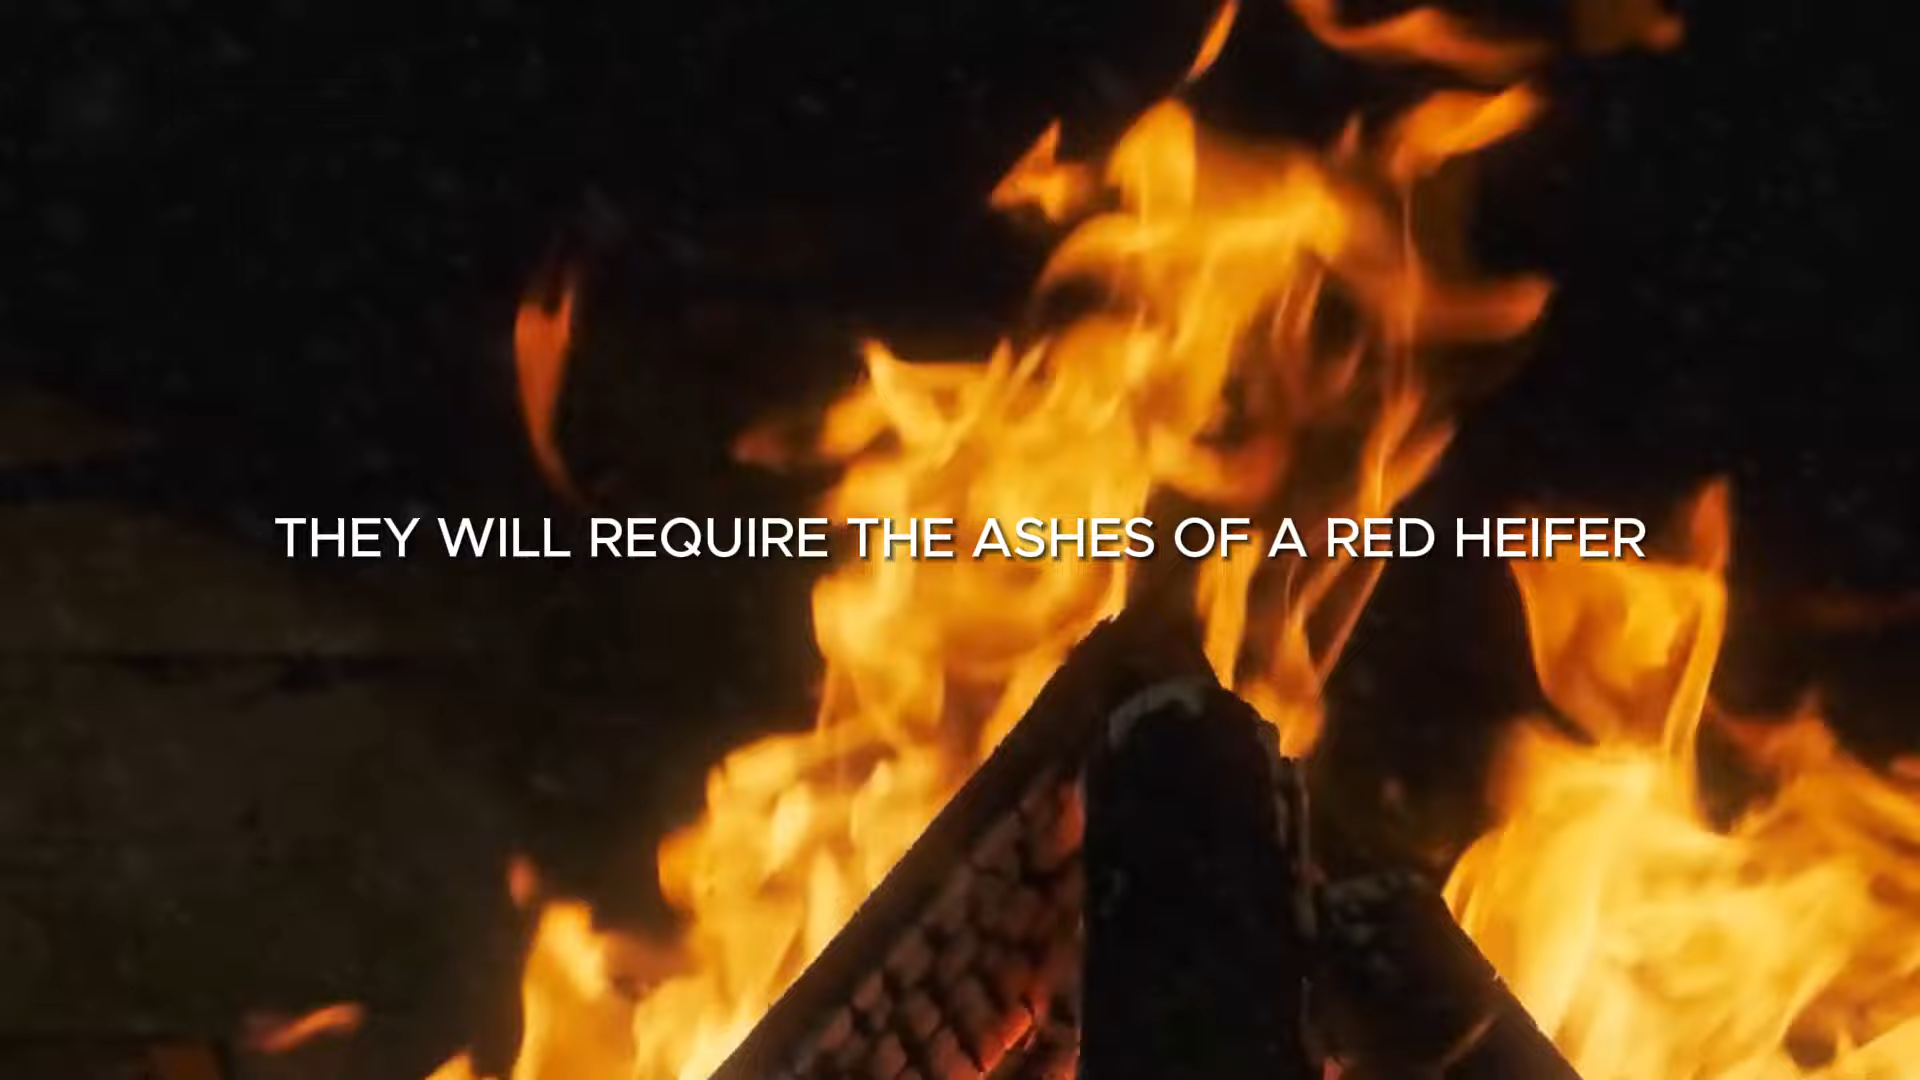 THEY WILL REQUIRE THE ASHES OF A RED HEIFER